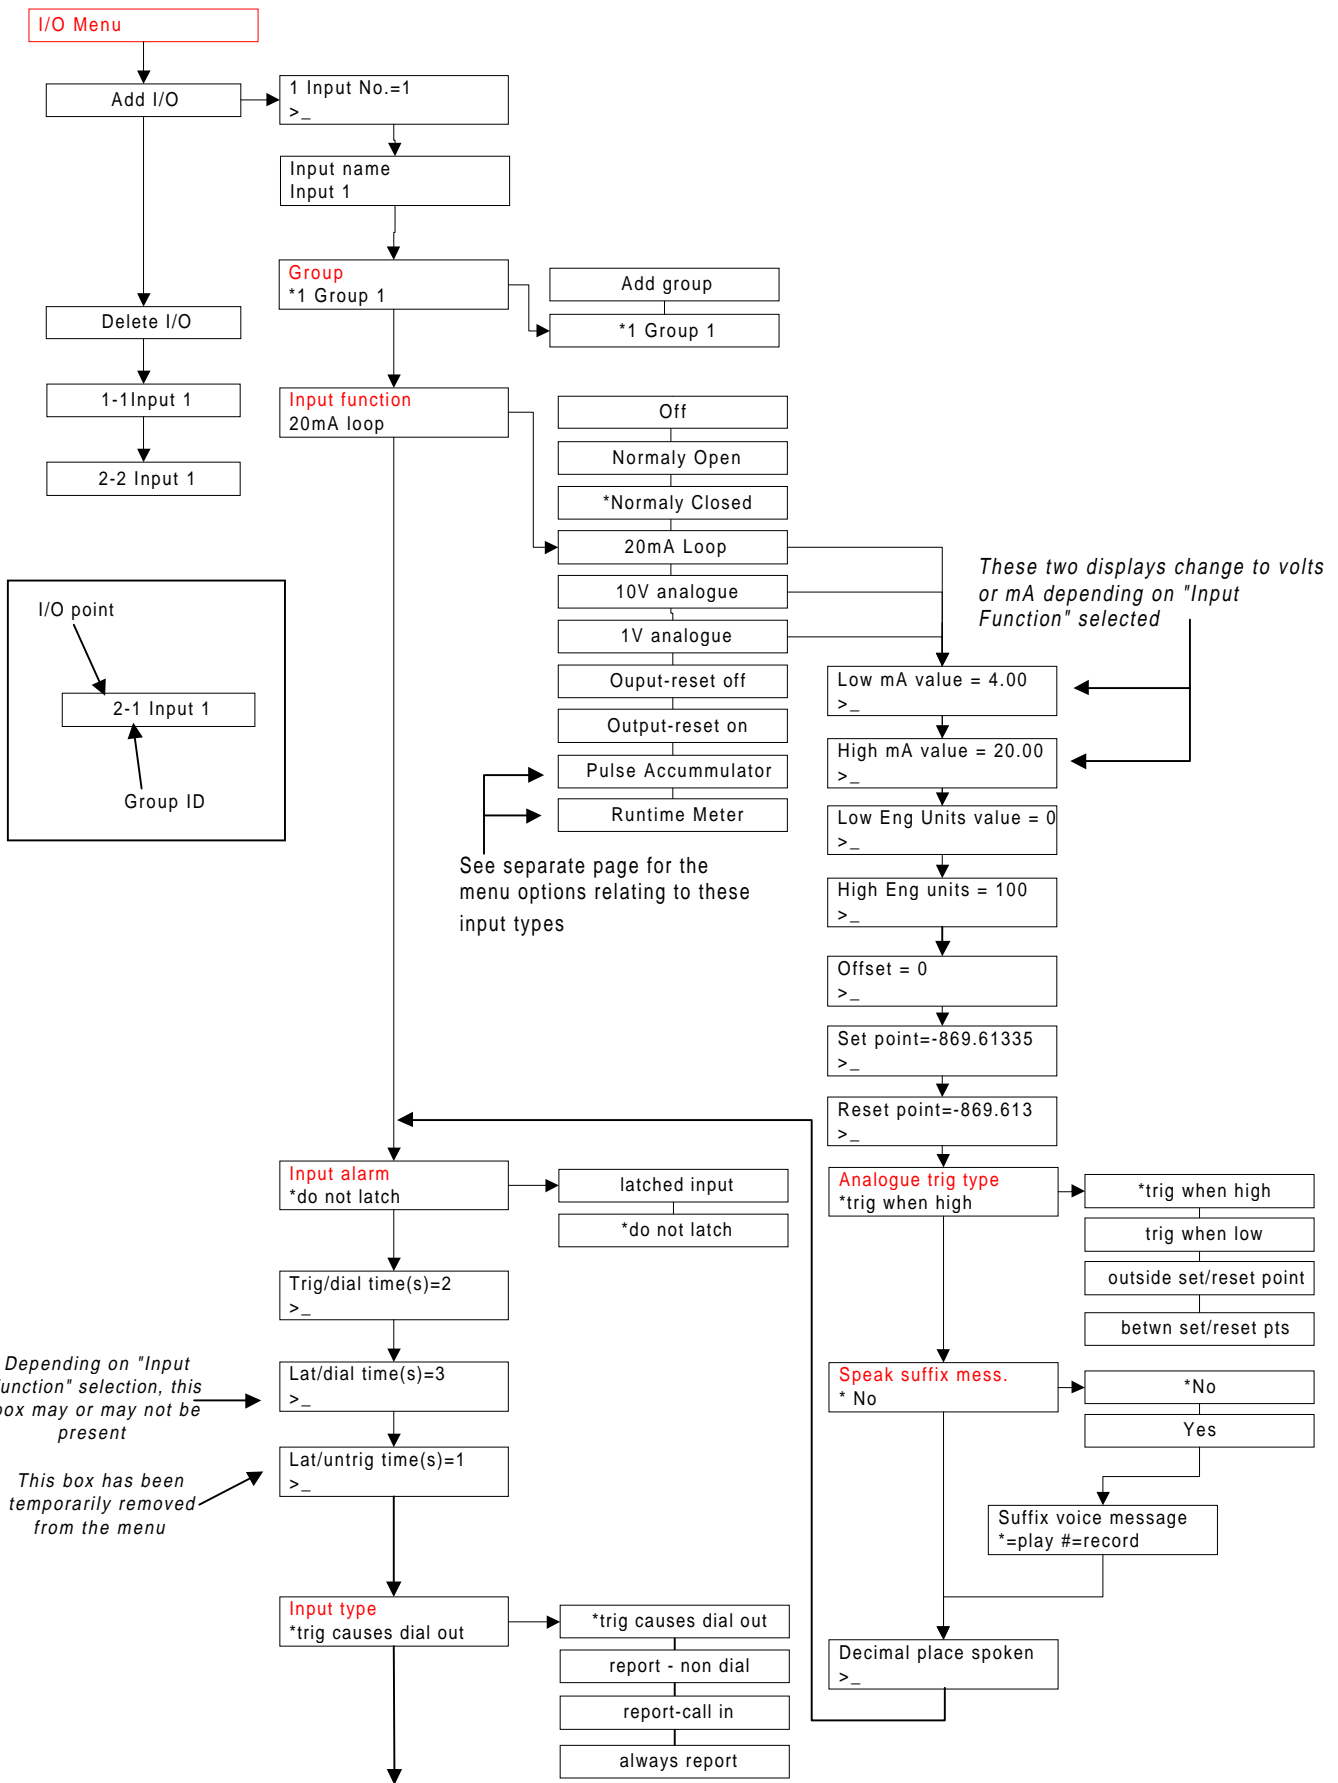 I/O Menu
Add I/O
1 Input No.=1
>_
Input name
Input 1
Group
*1 Group 1
Add group
*1 Group 1
Delete I/O
1-1Input 1
2-2 Input 1
Input function
20mA loop
Off
Normaly Open
*Normaly Closed
20mA Loop
10V analogue
1V analogue
Ouput-reset off
Output-reset on
Pulse Accummulator
Runtime Meter
See separate page for the
menu options relating to these
input types
I/O point
2-1 Input 1
Group ID
These two displays change to volts
or mA depending on "Input
Function" selected
Low mA value = 4.00
>_
High mA value = 20.00
>_
Low Eng Units value = 0
>_
High Eng units = 100
>_
Offset = 0
>_
Set point=-869.61335
>_
Reset point=-869.613
>_
Analogue trig type
*trig when high
*trig when high
trig when low
outside set/reset point
betwn set/reset pts
Speak suffix mess.
* No
*No
Yes
Suffix voice message
*=play #=record
Decimal place spoken
>_
Input alarm
*do not latch
latched input
*do not latch
Trig/dial time(s)=2
>_
Lat/dial time(s)=3
>_
Depending on "Input
unction" selection, this
box may or may not be
present
Lat/untrig time(s)=1
>_
This box has been
temporarily removed
from the menu
Input type
*trig causes dial out
*trig causes dial out
report - non dial
report-call in
always report